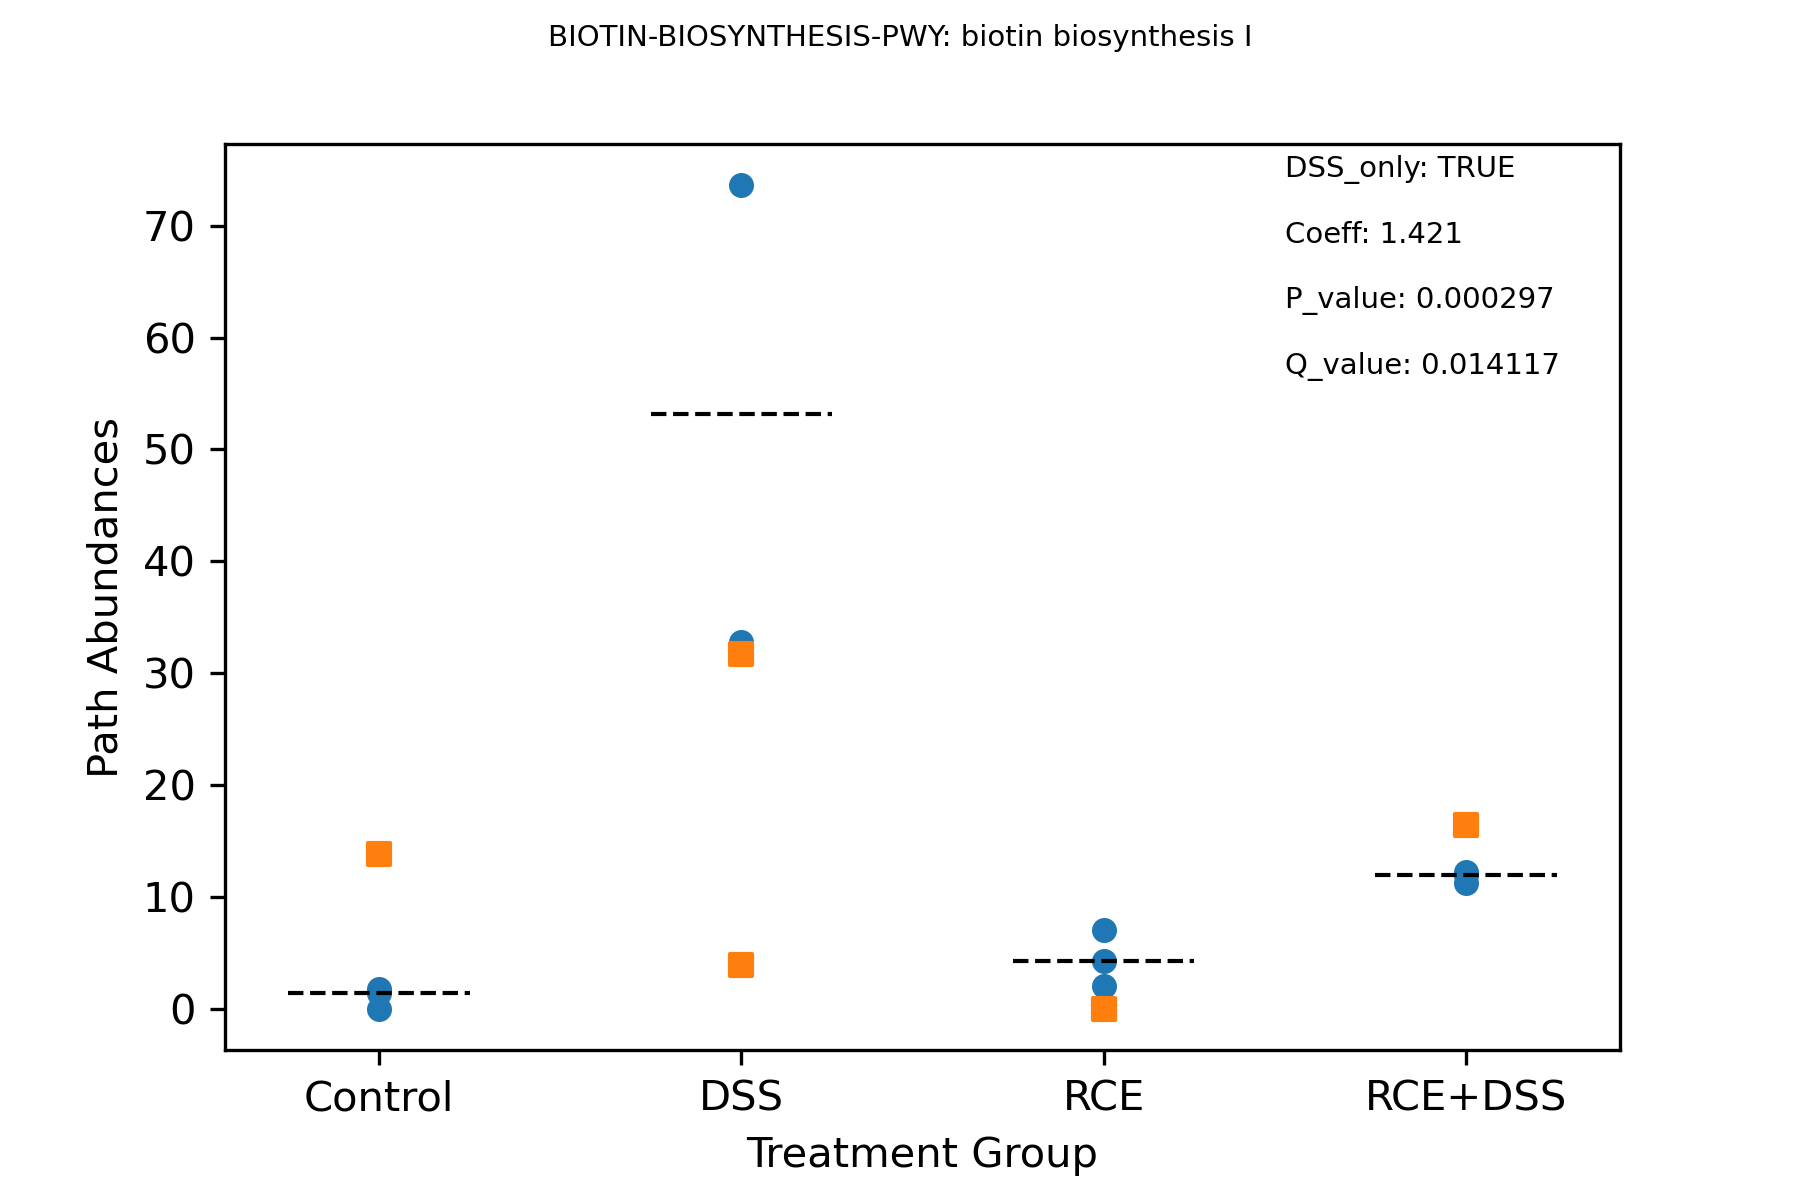 BIOTIN-BIOSYNTHESIS-PWY: biotin biosynthesis I
DSS_only: TRUE
Coeff: 1.421
P_value: 0.000297
Q_value: 0.014117
Path Abundances
70
60
50
40
30
20
10
0
Control
DSS
RCE
RCE+DSS
Treatment Group